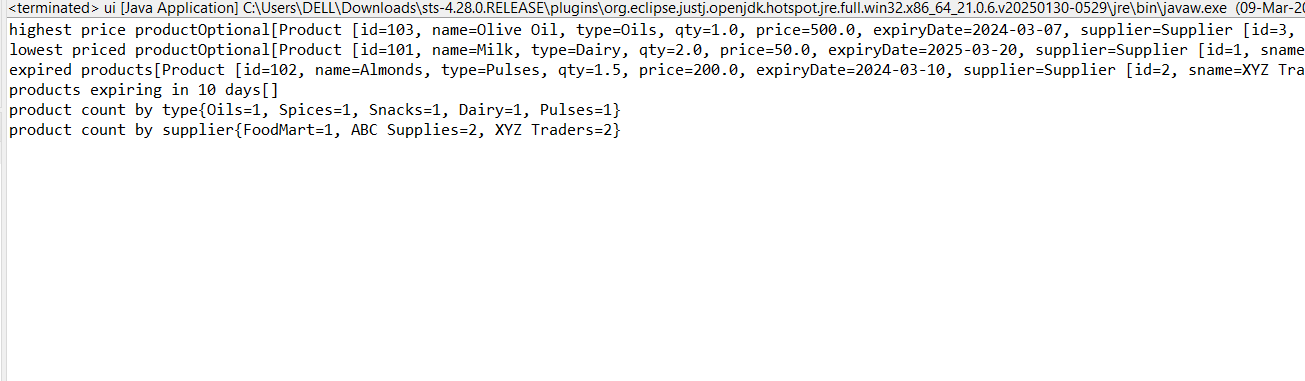 <terminated> ui [Java Application] C:\Users\DELL\Downloads\sts-4.28.0.RELEASE\plugins\org.eclipse.justj.openjdk.hotspot.jre.full.win32.x86_64_21.0.6.v20250130-0529\jre\bin\javaw.exe (09-Mar-20
highest price productOptional[Product [id=103, name=Olive Oil, type=Oils, qty=1.0, price=500.0, expiryDate=2024-03-07, supplier=Supplier [id=3,
lowest priced productOptional[Product [id=101, name=Milk, type=Dairy, qty=2.0, price=50.0, expiryDate=2025-03-20, supplier=Supplier [id=1, sname
expired products[Product [id=102, name=Almonds, type=Pulses, qty=1.5, price=200.0, expiryDate=2024-03-10, supplier=Supplier [id=2, sname=XYZ Tra
products expiring in 10 days[]
product count by type{Oils=1, Spices=1, Snacks=1, Dairy=1, Pulses=1}
product count by supplier{FoodMart=1, ABC Supplies=2, XYZ Traders=2}